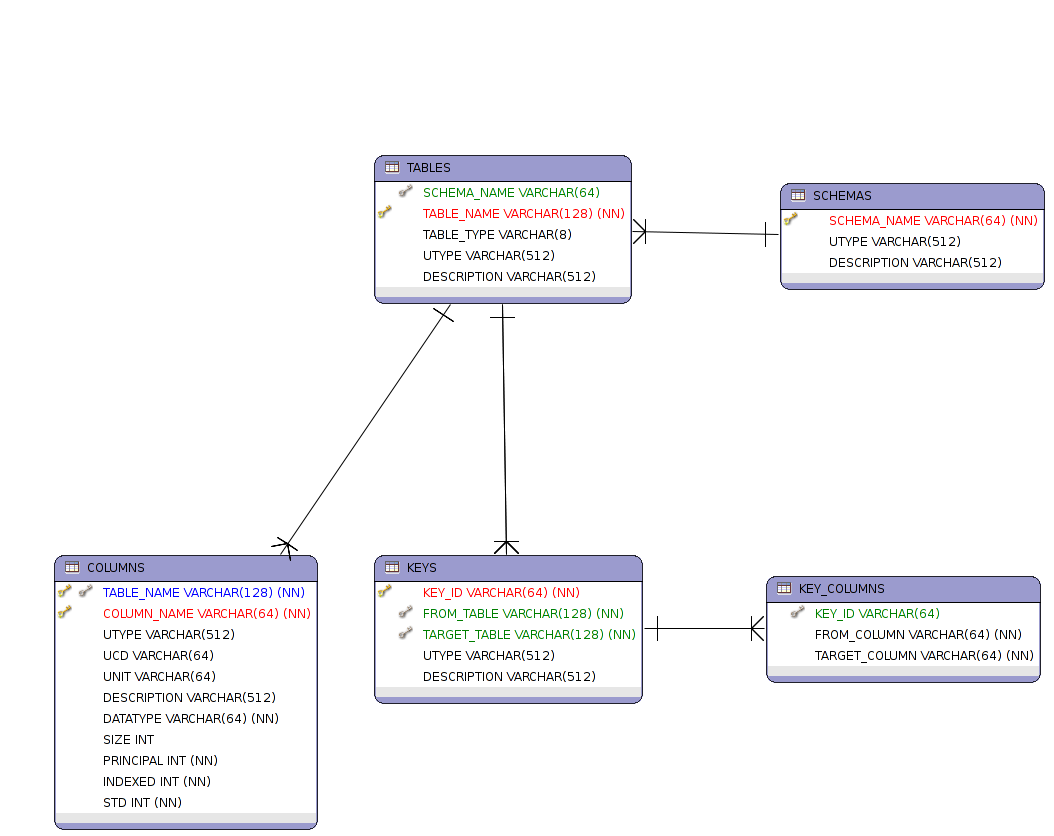 TABLES
SCHEMA_NAME VARCHAR(64)
TABLE_NAME VARCHAR(128) (NN)
TABLE_TYPE VARCHAR(8)
UTYPE VARCHAR(512)
DESCRIPTION VARCHAR(512)
SCHEMAS
SCHEMA_NAME VARCHAR(64) (NN)
UTYPE VARCHAR(512)
DESCRIPTION VARCHAR(512)
COLUMNS
TABLE_NAME VARCHAR(128) (NN)
COLUMN_NAME VARCHAR(64) (NN)
UTYPE VARCHAR(512)
UCD VARCHAR(64)
UNIT VARCHAR(64)
DESCRIPTION VARCHAR(512)
DATATYPE VARCHAR(64) (NN)
SIZE INT
PRINCIPAL INT (NN)
INDEXED INT (NN)
STD INT (NN)
KEYS
KEY_ID VARCHAR(64) (NN)
FROM_TABLE VARCHAR(128) (NN)
TARGET_TABLE VARCHAR(128) (NN)
UTYPE VARCHAR(512)
DESCRIPTION VARCHAR(512)
KEY_COLUMNS
KEY_ID VARCHAR(64)
FROM_COLUMN VARCHAR(64) (NN)
TARGET_COLUMN VARCHAR(64) (NN)